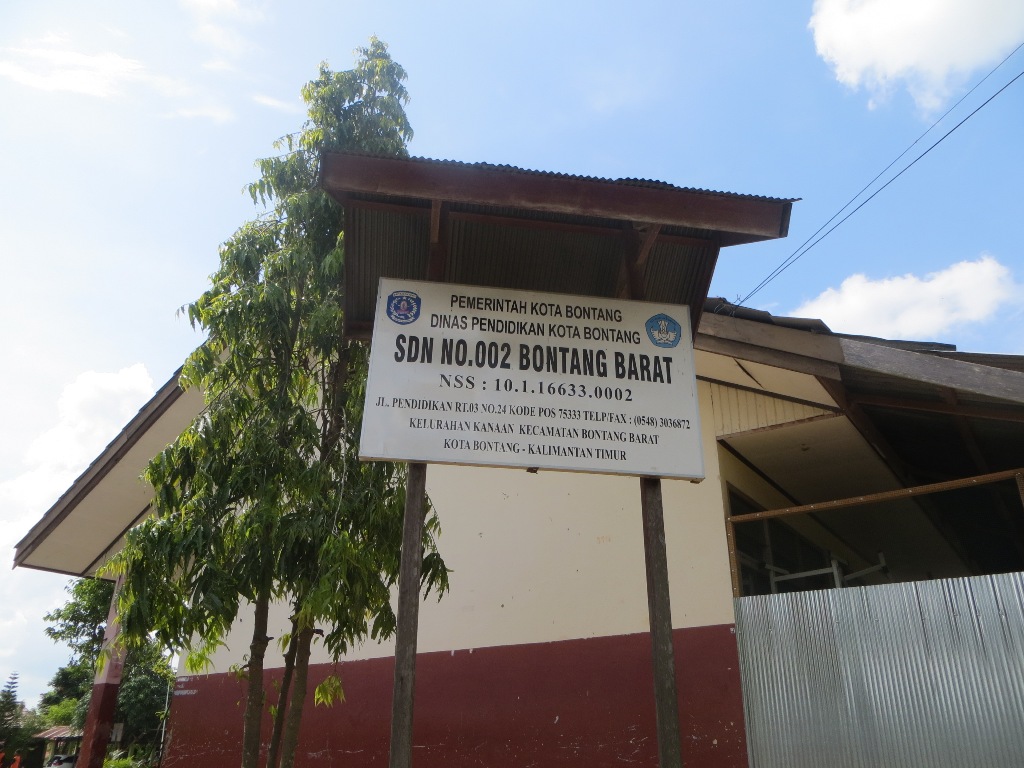 PEMERINTAH KOTA BONTANG
DINAS PENDIDIKAN KOTA BONTANG
SDN NO.002 BONTANG BARAT
NSS : 10.1.16633.0002
JL. PENDIDIKAN RT.03 NO.24 KODE POS 75333 TELP/FAX : (0548) 3036872
KELURAHAN KANAAN KECAMATAN BONTANG BARAT
KOTA BONTANG - KALIMANTAN TIMUR